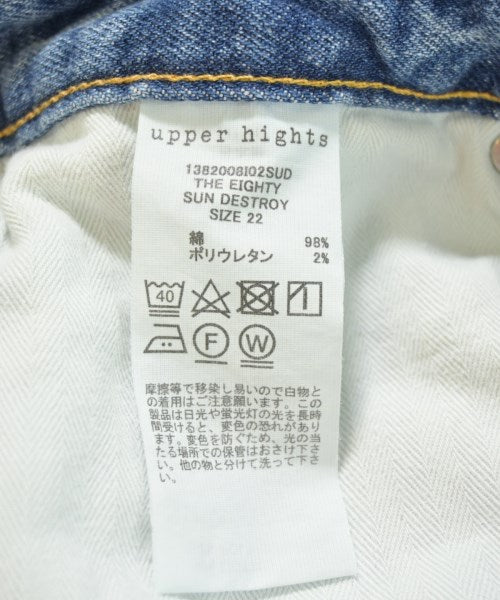 upper hights
1382008IO2SUD
THE EIGHTY
SUN DESTROY
SIZE 22
綿 98%
ポリウレタン 2%
40
F W
摩擦等で移染し易いので白物と
の着用はご注意願います。この
製品は日光や蛍光灯の光を長時
間受けると、変色の恐れがあり
ます。変色を防ぐため、光の当
たる場所での保管はおさけ下さ
い。他の物と分けて洗って下さ
い。